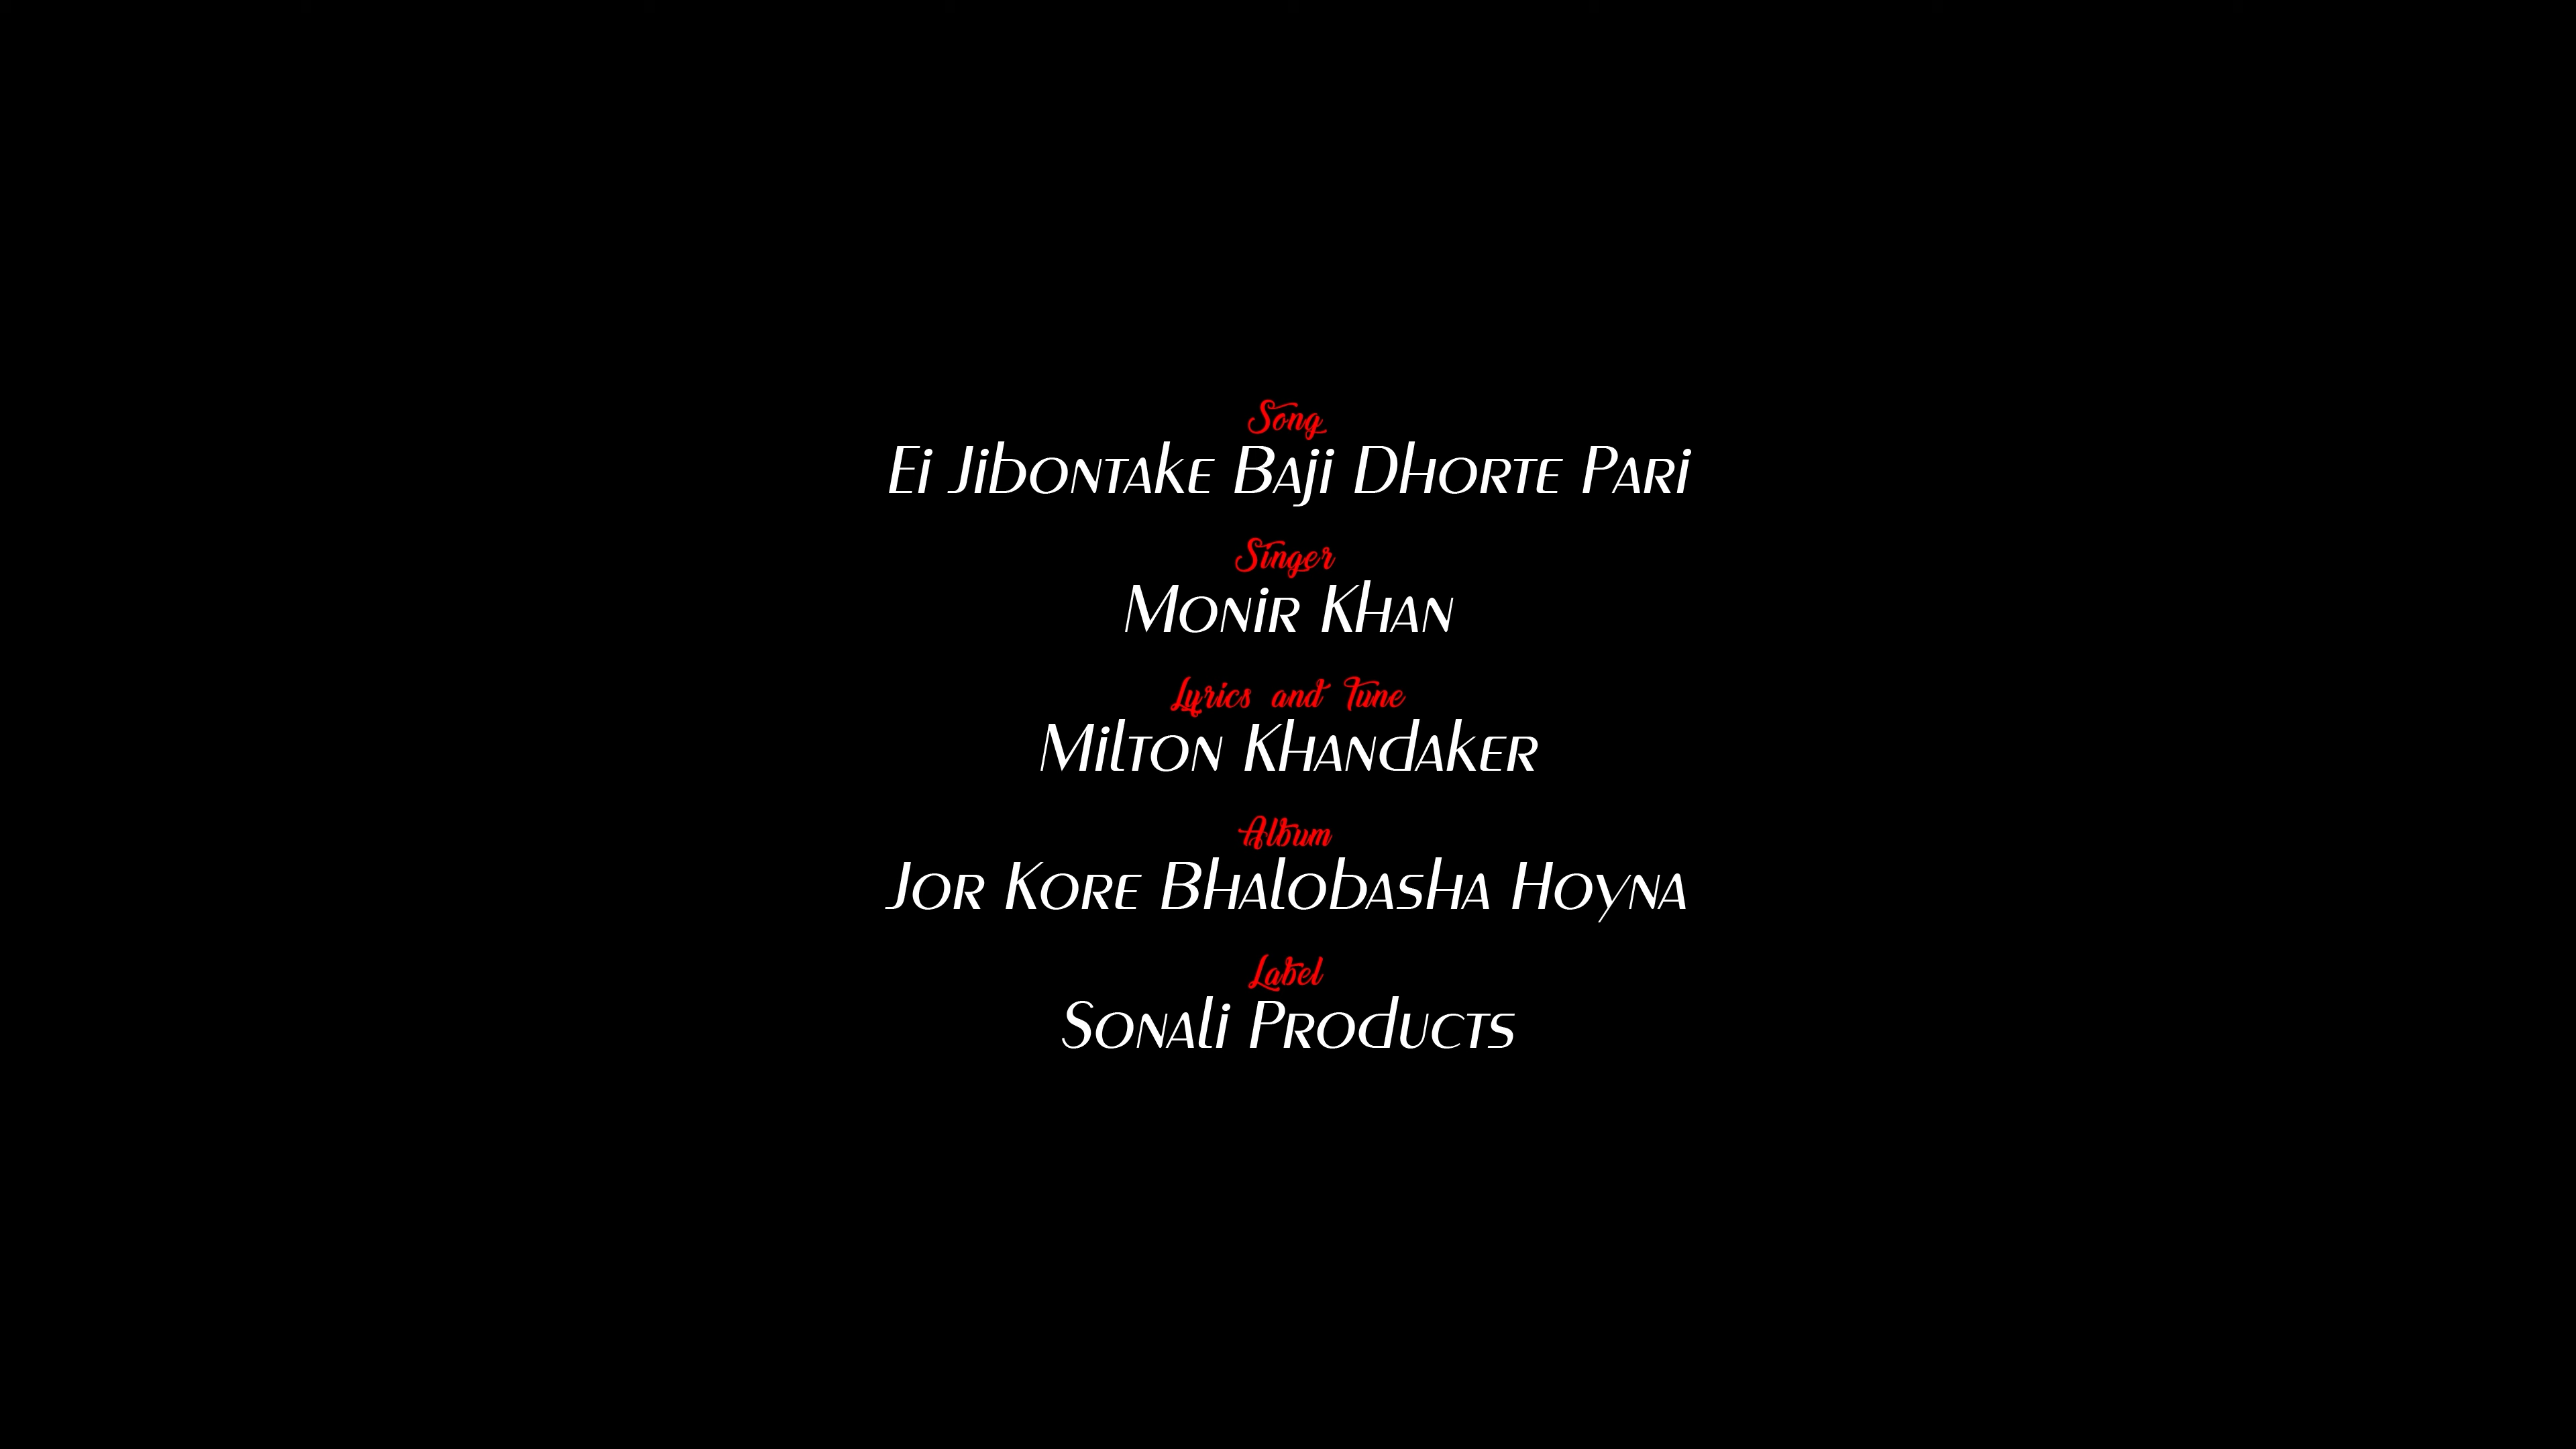 Song
Ei Jibontake Baji Dhorte Pari
Singer
Monir Khan
Lyrics and Tune
Milton Khandaker
Album
Jor Kore Bhalobasha Hoyna
Label
Sonali Products